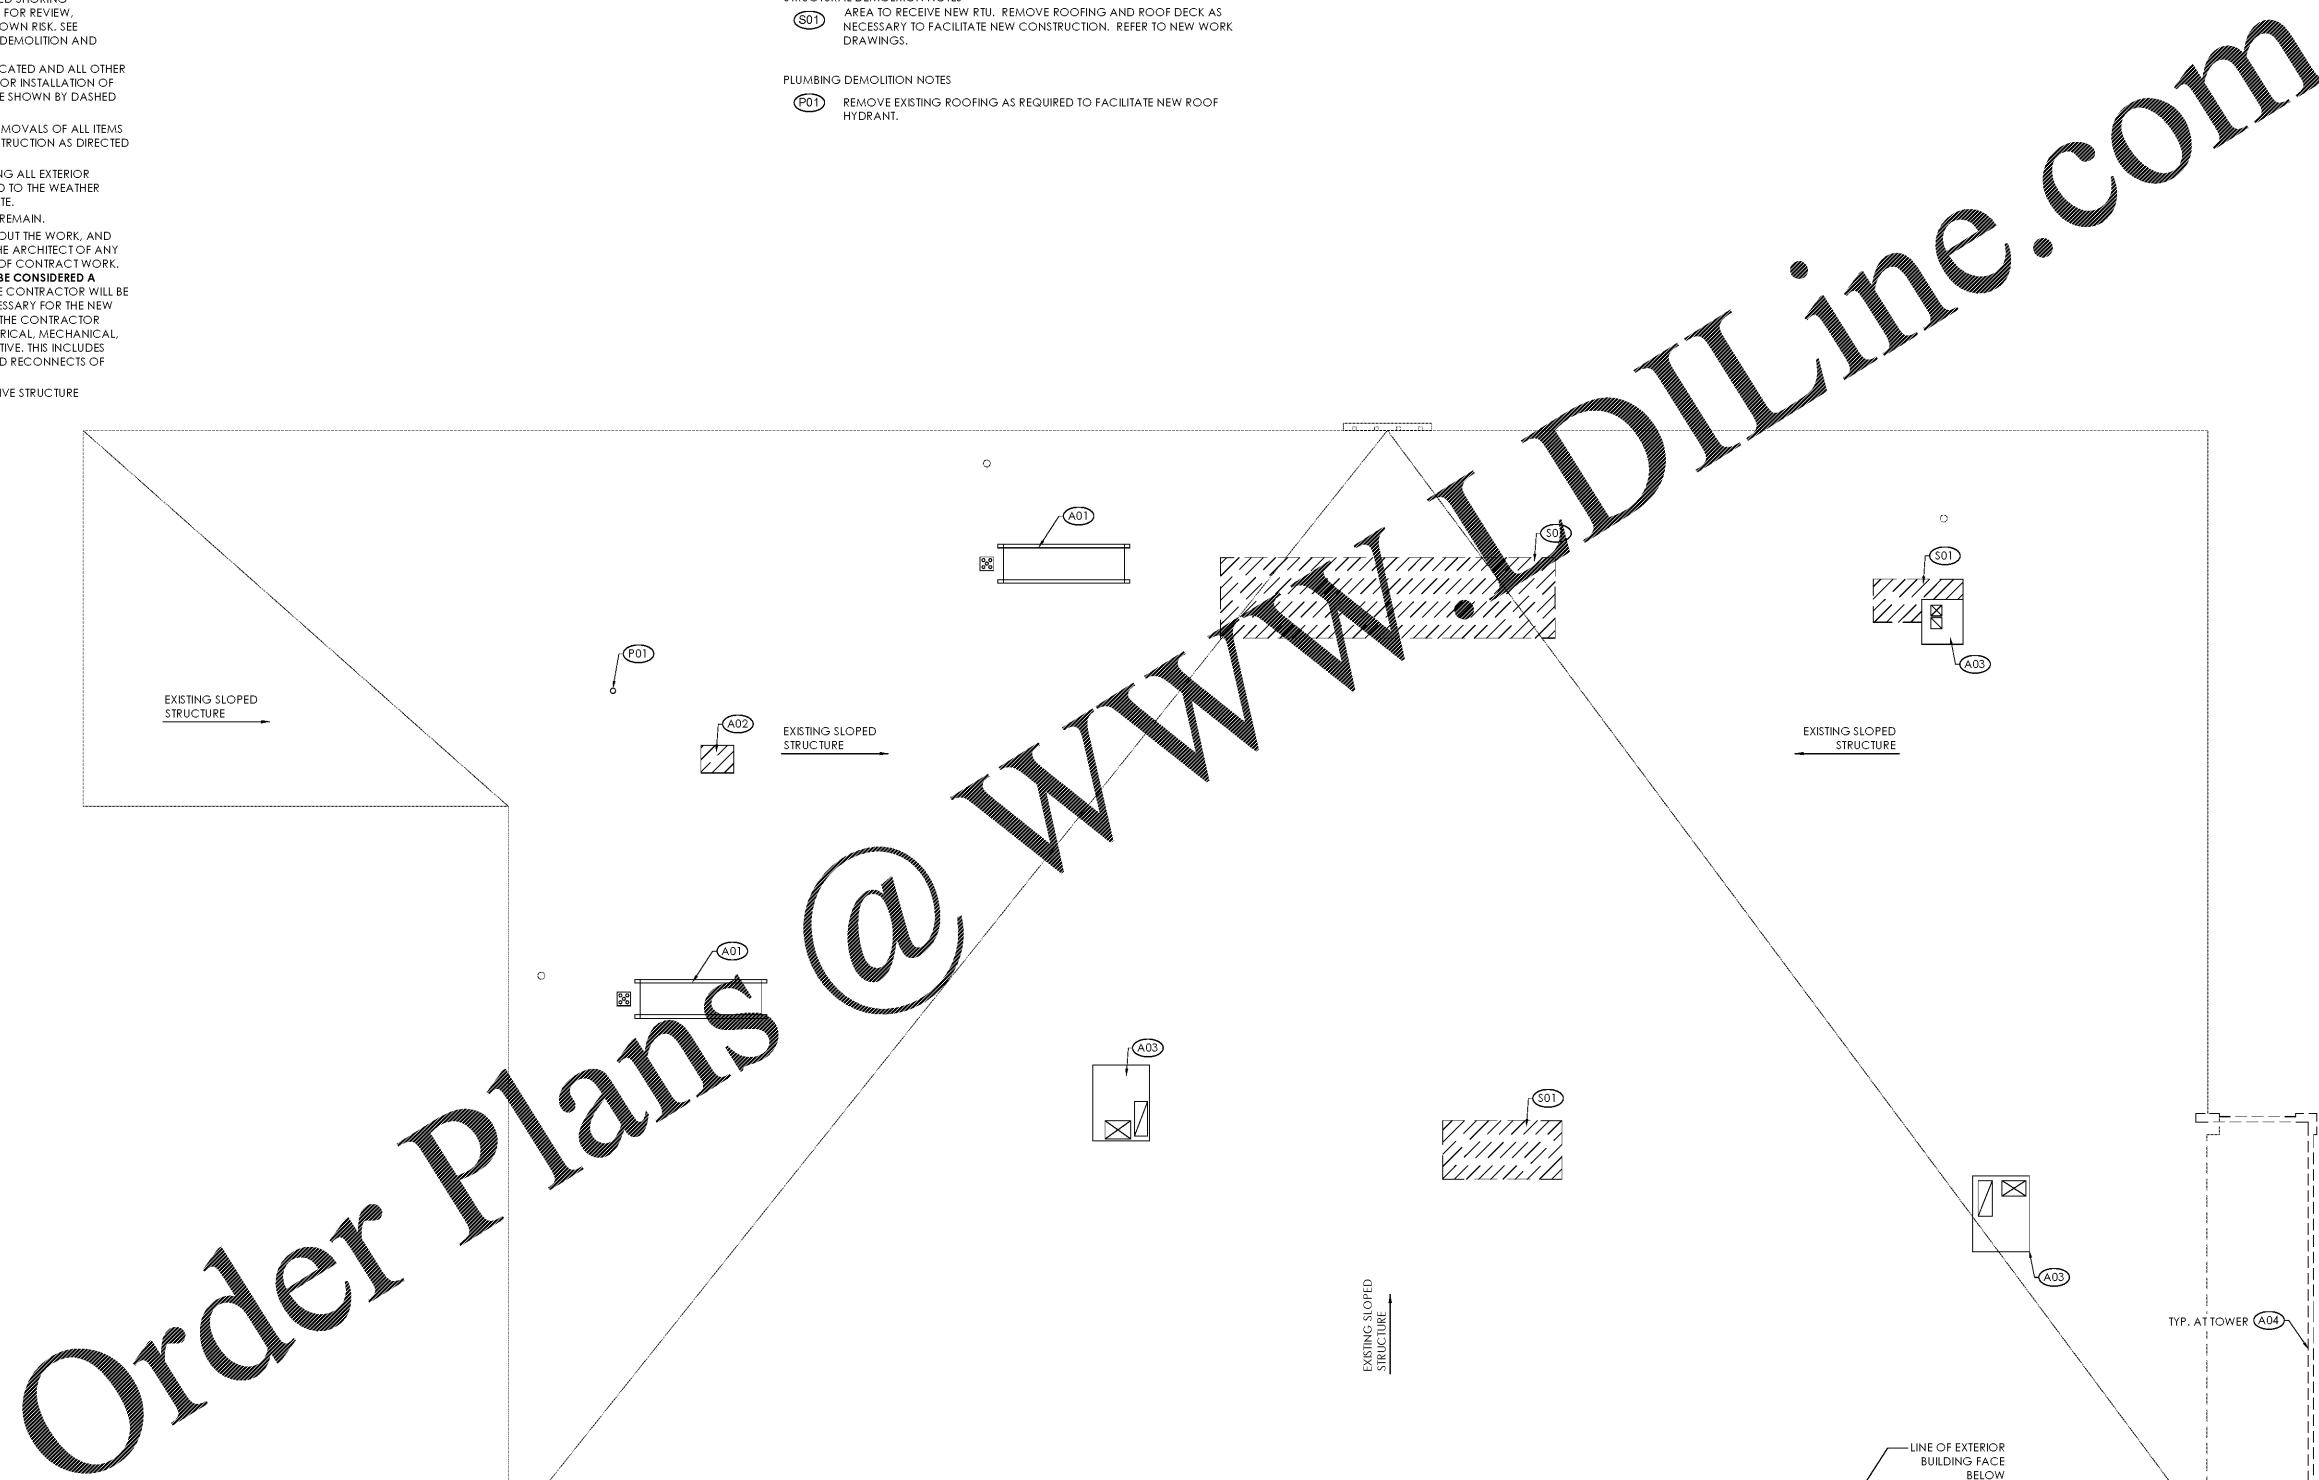 FOR REVIEW,
OWN RISK. SEE
DEMOLITION AND
CATED AND ALL OTHER
OR INSTALLATION OF
E SHOWN BY DASHED
MOVALS OF ALL ITEMS
TRUCTION AS DIRECTED
NG ALL EXTERIOR
D TO THE WEATHER
TE.
REMAIN.
OUT THE WORK, AND
HE ARCHITECT OF ANY
OF CONTRACT WORK.
BE CONSIDERED A
E CONTRACTOR WILL BE
ESSARY FOR THE NEW
THE CONTRACTOR
RICAL, MECHANICAL,
TIVE. THIS INCLUDES
D RECONNECTS OF
IVE STRUCTURE
S01 AREA TO RECEIVE NEW RTU. REMOVE ROOFING AND ROOF DECK AS
NECESSARY TO FACILITATE NEW CONSTRUCTION. REFER TO NEW WORK
DRAWINGS.
PLUMBING DEMOLITION NOTES
P01 REMOVE EXISTING ROOFING AS REQUIRED TO FACILITATE NEW ROOF
HYDRANT.
A01
S01
P01
A03
EXISTING SLOPED
STRUCTURE
A02
EXISTING SLOPED
STRUCTURE
EXISTING SLOPED
STRUCTURE
A01
A03
S01
A03
EXISTING SLOPED
STRUCTURE
TYP. AT TOWER A04
LINE OF EXTERIOR
BUILDING FACE
BELOW
Order Plans @ www.LDILine.com